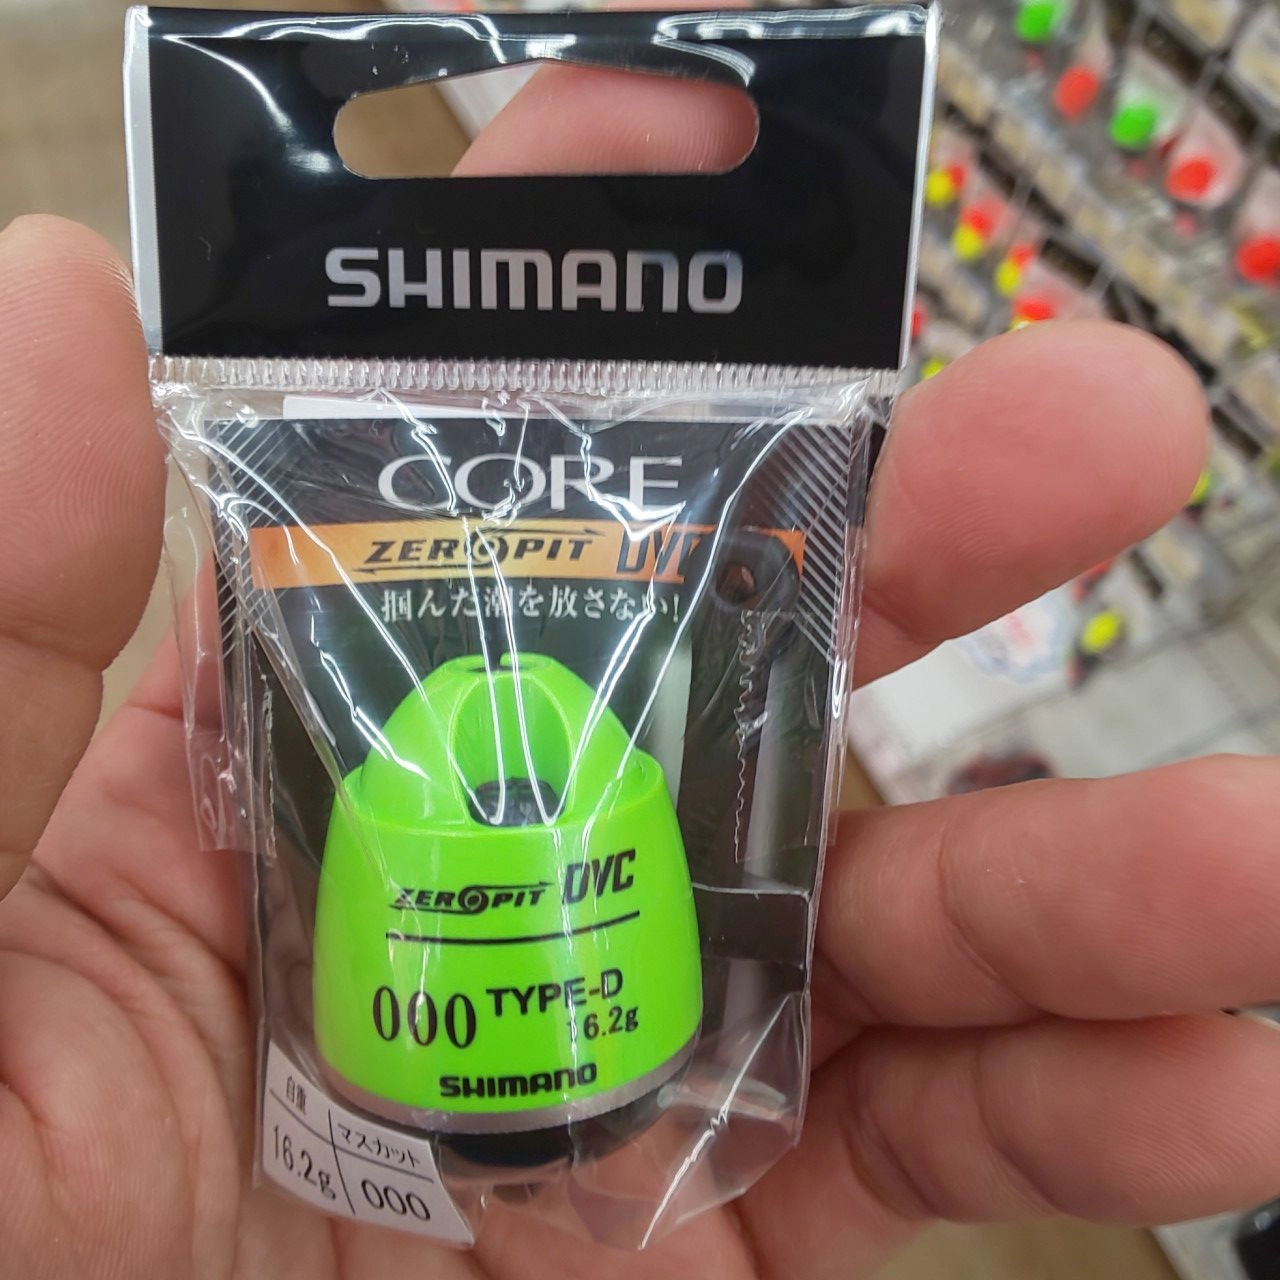 SHIMANO
CORE
ZEROPIT DVC
掴んだ潮を放さない!
ZEROPIT DVC
000 TYPE-D
16.2g
SHIMANO
自重 マスカット
16.2g 000